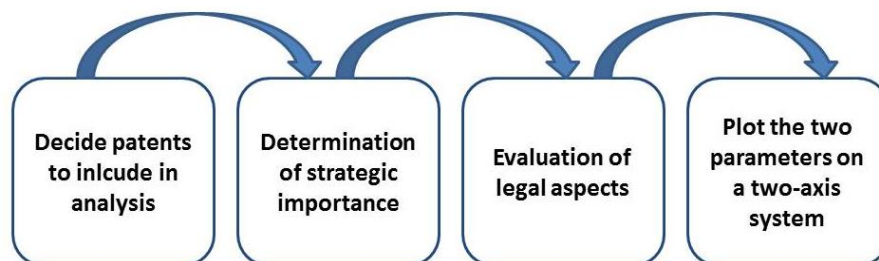 Decide patents
to inlcude in
analysis
Determination
of strategic
importance
Evaluation of
legal aspects
Plot the two
parameters on
a two-axis
system